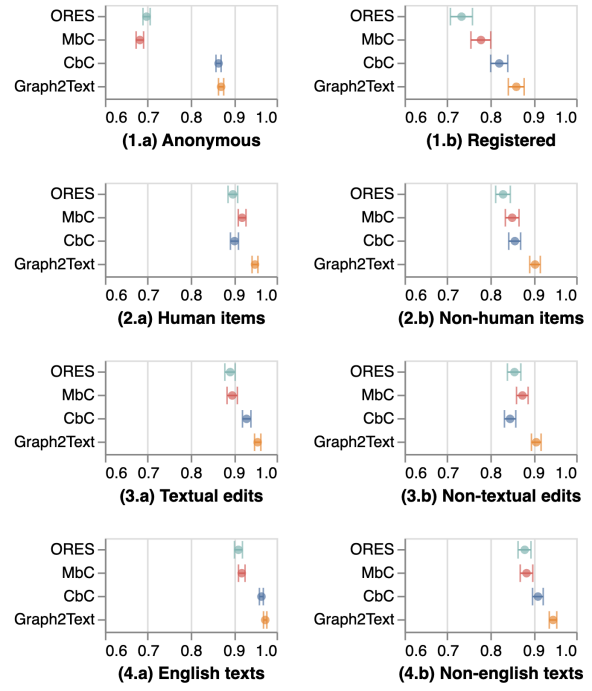 ORES
MbC
CbC
Graph2Text
0.6 0.7 0.8 0.9 1.0
(1.a) Anonymous
ORES
MbC
CbC
Graph2Text
0.6 0.7 0.8 0.9 1.0
(1.b) Registered
ORES
MbC
CbC
Graph2Text
0.6 0.7 0.8 0.9 1.0
(2.a) Human items
ORES
MbC
CbC
Graph2Text
0.6 0.7 0.8 0.9 1.0
(2.b) Non-human items
ORES
MbC
CbC
Graph2Text
0.6 0.7 0.8 0.9 1.0
(3.a) Textual edits
ORES
MbC
CbC
Graph2Text
0.6 0.7 0.8 0.9 1.0
(3.b) Non-textual edits
ORES
MbC
CbC
Graph2Text
0.6 0.7 0.8 0.9 1.0
(4.a) English texts
ORES
MbC
CbC
Graph2Text
0.6 0.7 0.8 0.9 1.0
(4.b) Non-english texts